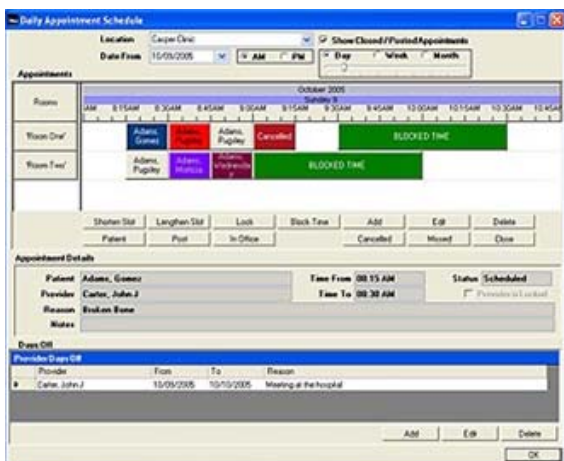 Daily Appointment Schedule
Location Casper Clinic Show Closed / Posted Appointments
Date From 10/09/2005 AM PM Day Week Month
Appointments
October 2005
Rooms Sunday 9
AM 8:15AM 8:30AM 8:45AM 9:00AM 9:15AM 9:30AM 9:45AM 10:00AM 10:15AM 10:30AM 10:45AM
'Room One' Adams, Gomez Adams, Pugsley Adams, Pugsley Cancelled BLOCKED TIME
'Room Two' Adams, Pugsley Adams, Morticia Adams, Wednesday BLOCKED TIME
Shorten Slot Lengthen Slot Lock Block Time Add Edit Delete
Patient Post In Office Cancelled Missed Close
Appointment Details
Patient Adams, Gomez Time From 08:15 AM Status Scheduled
Provider Carter, John J Time To 08:30 AM Provider is Locked
Reason Broken Bone
Notes
Days Off
Provider Days Off
Provider From To Reason
Carter, John J 10/09/2005 10/10/2005 Meeting at the hospital
Add Edit Delete
OK